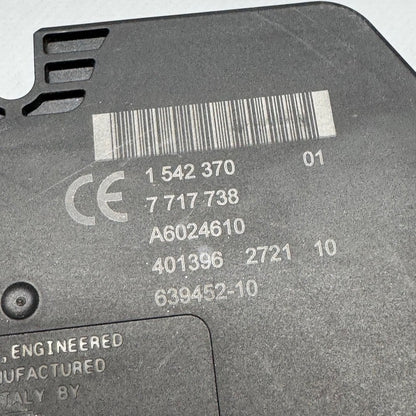 1 542 370 01
CE 7 717 738
A6024610
401396 2721 10
639452-10
, ENGINEERED
NUFACTURED
TALY BY